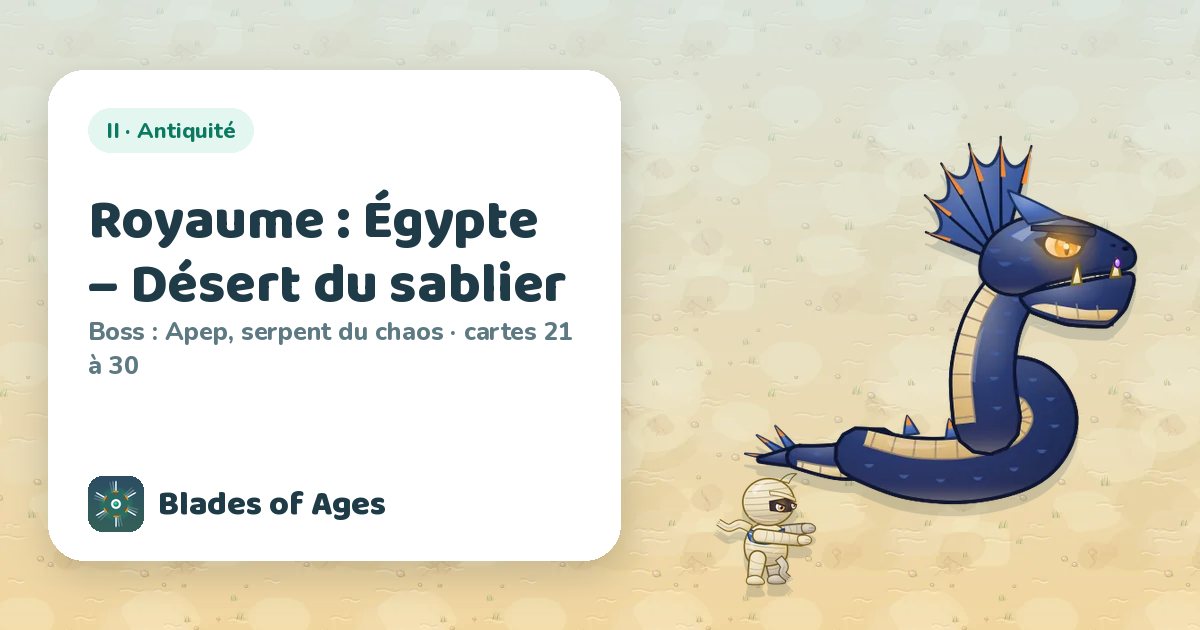 II · Antiquité
Royaume : Égypte
– Désert du sablier
Boss : Apep, serpent du chaos · cartes 21
à 30
Blades of Ages